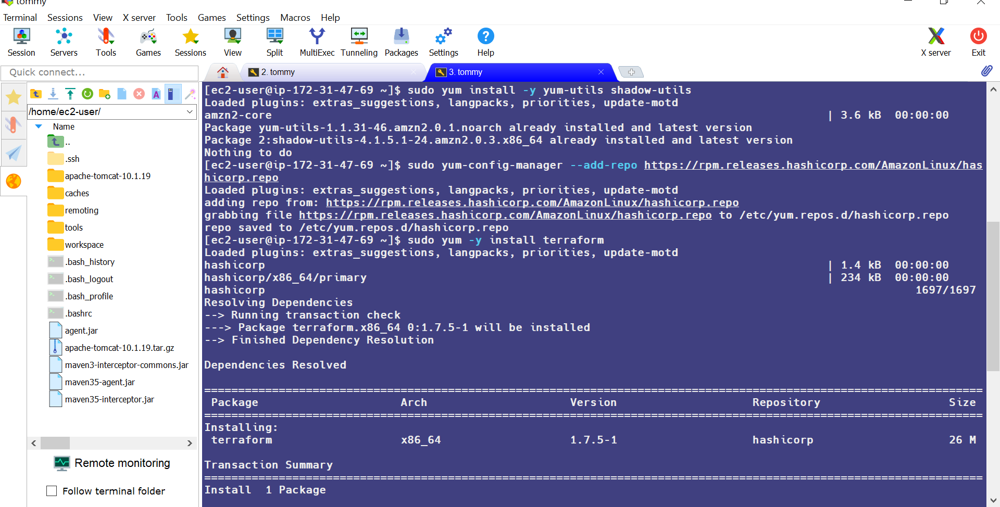 tommy
Terminal Sessions View X server Tools Games Settings Macros Help
Session Servers Tools Games Sessions View Split MultiExec Tunneling Packages Settings Help X server Exit
Quick connect...
2. tommy
3. tommy
/home/ec2-user/
Name
..
.ssh
apache-tomcat-10.1.19
caches
remoting
tools
workspace
.bash_history
.bash_logout
.bash_profile
.bashrc
agent.jar
apache-tomcat-10.1.19.tar.gz
maven3-interceptor-commons.jar
maven35-agent.jar
maven35-interceptor.jar
Remote monitoring
Follow terminal folder
[ec2-user@ip-172-31-47-69 ~]$ sudo yum install -y yum-utils shadow-utils
Loaded plugins: extras_suggestions, langpacks, priorities, update-motd
amzn2-core | 3.6 kB 00:00:00
Package yum-utils-1.1.31-46.amzn2.0.1.noarch already installed and latest version
Package 2:shadow-utils-4.1.5.1-24.amzn2.0.3.x86_64 already installed and latest version
Nothing to do
[ec2-user@ip-172-31-47-69 ~]$ sudo yum-config-manager --add-repo https://rpm.releases.hashicorp.com/AmazonLinux/has
hicorp.repo
Loaded plugins: extras_suggestions, langpacks, priorities, update-motd
adding repo from: https://rpm.releases.hashicorp.com/AmazonLinux/hashicorp.repo
grabbing file https://rpm.releases.hashicorp.com/AmazonLinux/hashicorp.repo to /etc/yum.repos.d/hashicorp.repo
repo saved to /etc/yum.repos.d/hashicorp.repo
[ec2-user@ip-172-31-47-69 ~]$ sudo yum -y install terraform
Loaded plugins: extras_suggestions, langpacks, priorities, update-motd
hashicorp | 1.4 kB 00:00:00
hashicorp/x86_64/primary | 234 kB 00:00:00
hashicorp 1697/1697
Resolving Dependencies
--> Running transaction check
---> Package terraform.x86_64 0:1.7.5-1 will be installed
--> Finished Dependency Resolution
Dependencies Resolved
===================================================================================================================
Package Arch Version Repository Size
===================================================================================================================
Installing:
terraform x86_64 1.7.5-1 hashicorp 26 M
Transaction Summary
===================================================================================================================
Install 1 Package